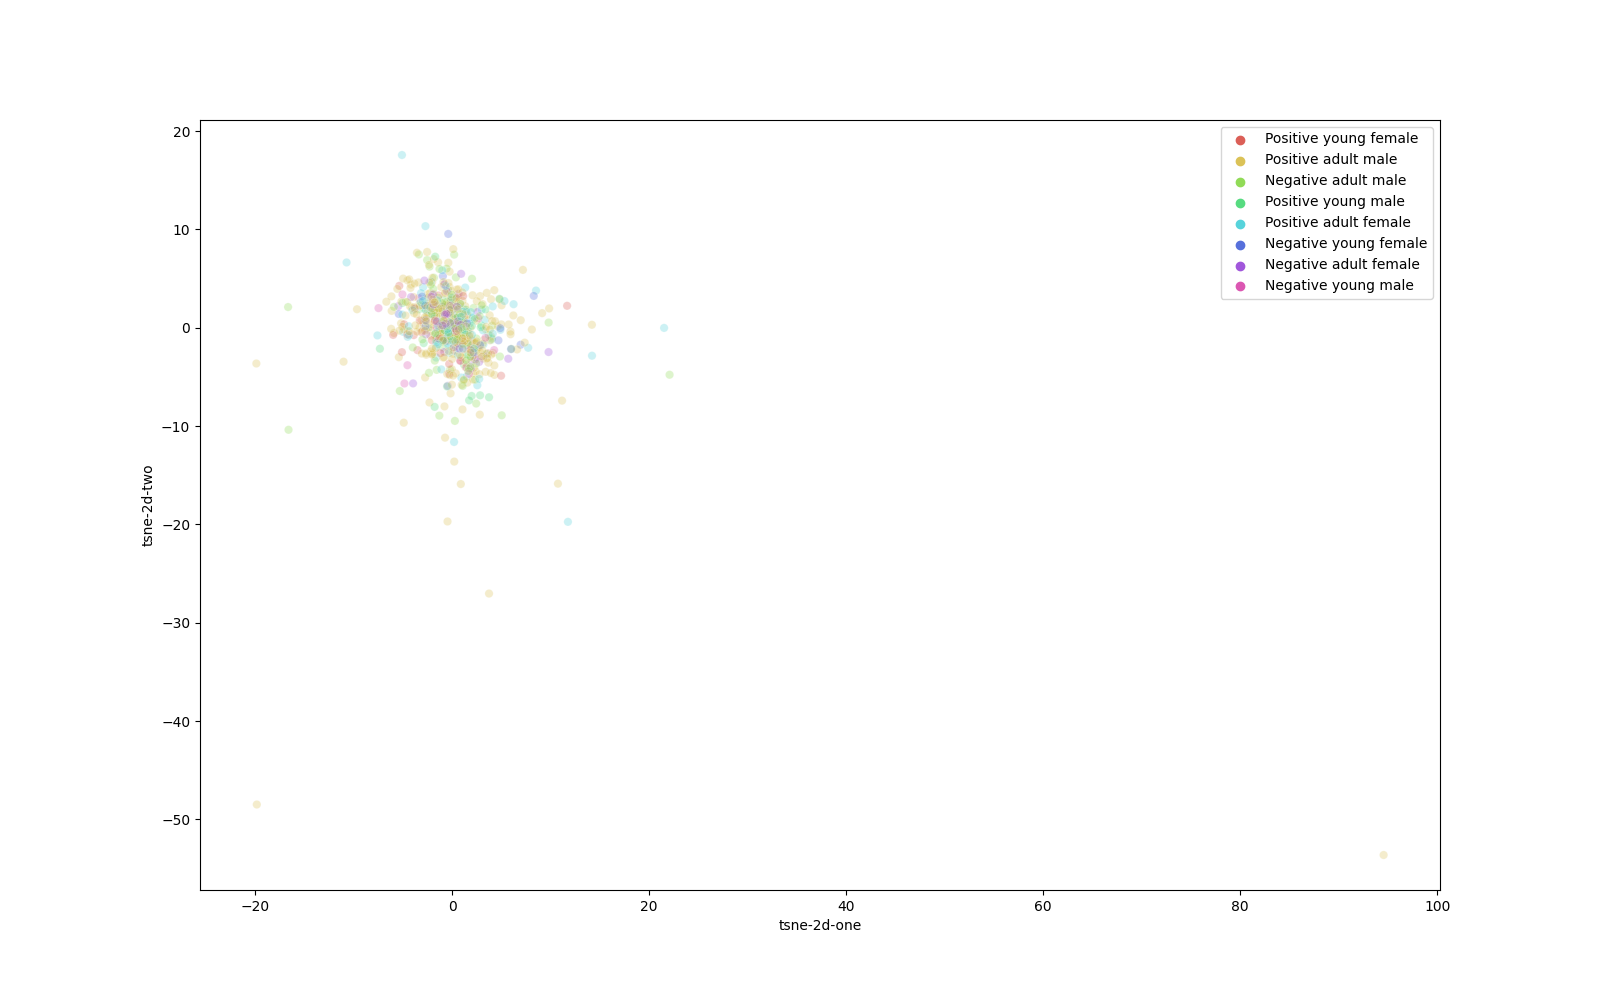 20
10
0
−10
−20
−30
−40
−50
tsne-2d-two
−20
0
20
40
60
80
100
tsne-2d-one
Positive young female
Positive adult male
Negative adult male
Positive young male
Positive adult female
Negative young female
Negative adult female
Negative young male